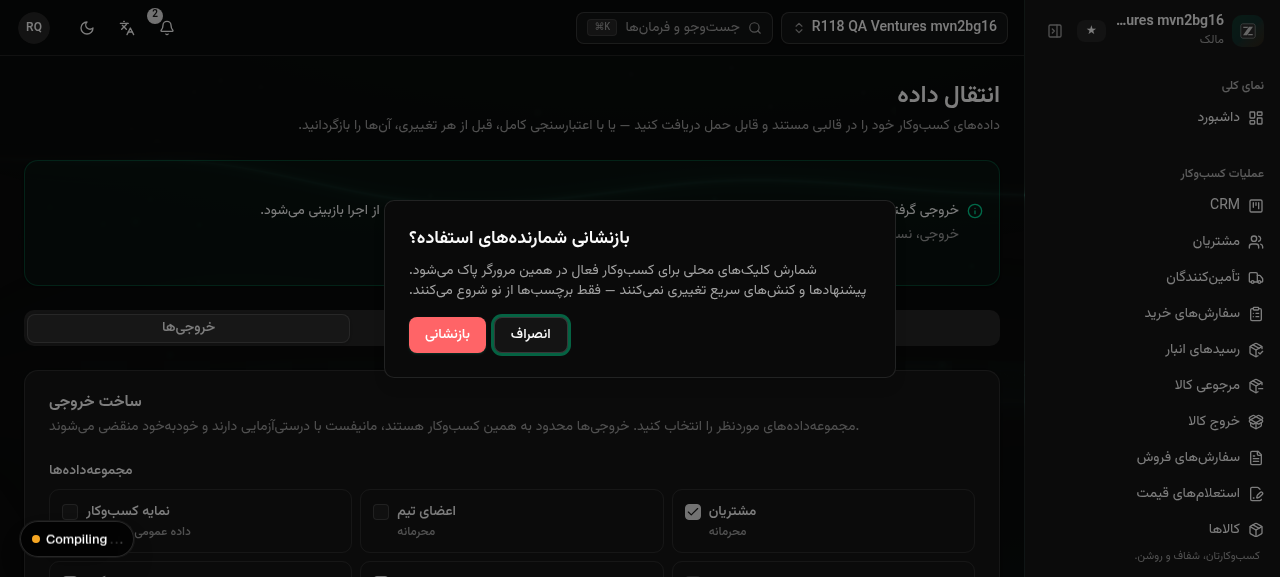 RQ
2
⌘K
جست‌وجو و فرمان‌ها
R118 QA Ventures mvn2bg16
…ures mvn2bg16
مالک
نمای کلی
داشبورد
عملیات کسب‌وکار
CRM
مشتریان
تأمین‌کنندگان
سفارش‌های خرید
رسیدهای انبار
مرجوعی کالا
خروج کالا
سفارش‌های فروش
استعلام‌های قیمت
کالاها
کسب‌وکارتان، شفاف و روشن.
انتقال داده
داده‌های کسب‌وکار خود را در قالبی مستند و قابل حمل دریافت کنید — یا با اعتبارسنجی کامل، قبل از هر تغییری، آن‌ها را بازگردانید.
خروجی از اجرا بازبینی می‌شود.
خروجی،
بازنشانی شمارنده‌های استفاده؟
شمارش کلیک‌های محلی برای کسب‌وکار فعال در همین مرورگر پاک می‌شود.
پیشنهادها و کنش‌های سریع تغییری نمی‌کنند — فقط برچسب‌ها از نو شروع می‌کنند.
انصراف
بازنشانی
خروجی‌ها
ساخت خروجی
مجموعه‌داده‌های موردنظر را انتخاب کنید. خروجی‌ها محدود به همین کسب‌وکار هستند، مانیفست با درستی‌آزمایی دارند و خودبه‌خود منقضی می‌شوند.
مجموعه‌داده‌ها
مشتریان
محرمانه
اعضای تیم
محرمانه
نمایه کسب‌وکار
داده عمومی
Compiling...